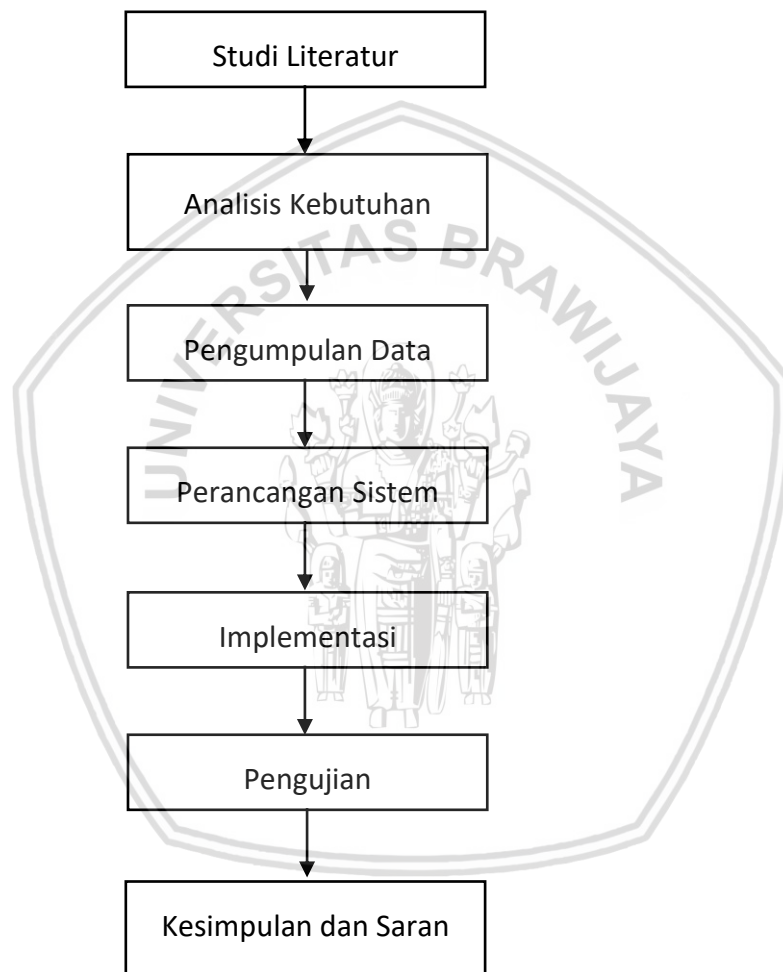 Studi Literatur
Analisis Kebutuhan
UNIVERSITAS BRAWIJAYA
Pengumpulan Data
Perancangan Sistem
Implementasi
Pengujian
Kesimpulan dan Saran